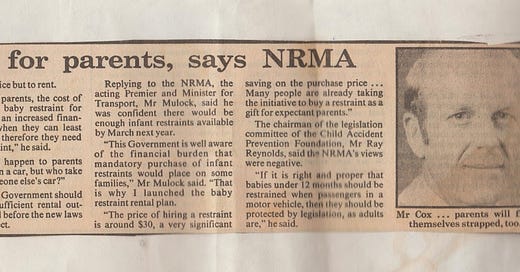 for parents, says NRMA
ice but to rent.
parents, the cost of
baby restraint for
an increased finan-
when they can least
therefore they need
int," he said.
happen to parents
n a car, but who take
eone else's car?"
Government should
ufficient rental out-
d before the new laws
ect.
Replying to the NRMA, the
acting Premier and Minister for
Transport, Mr Mulock, said he
was confident there would be
enough infant restraints available
by March next year.
"This Government is well aware
of the financial burden that
mandatory purchase of infant
restraints would place on some
families," Mr Mulock said. "That
is why I launched the baby
restraint rental plan.
"The price of hiring a restraint
is around $30, a very significant
saving on the purchase price ...
Many people are already taking
the initiative to buy a restraint as a
gift for expectant parents."
The chairman of the legislation
committee of the Child Accident
Prevention Foundation, Mr Ray
Reynolds, said the NRMA's views
were negative.
"If it is right and proper that
babies under 12 months should be
restrained when passengers in a
motor vehicle, then they should be
protected by legislation, as adults
are," he said.
Mr Cox ... parents will f
themselves strapped, too.